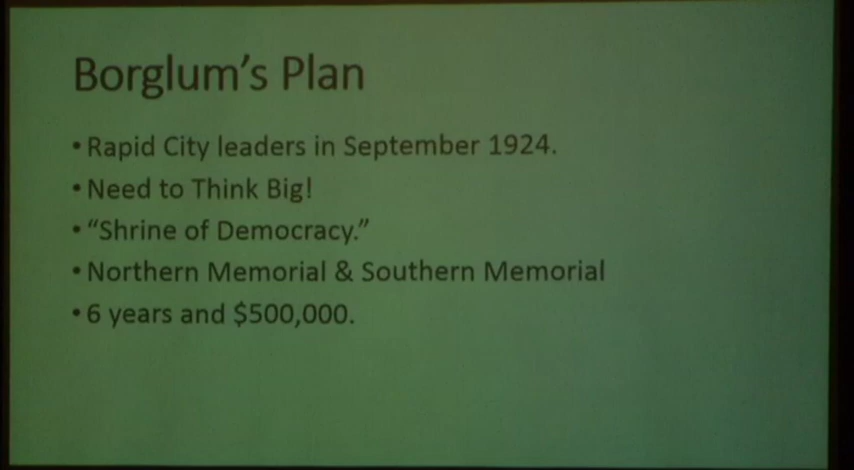 Borglum’s Plan
• Rapid City leaders in September 1924.
• Need to Think Big!
• “Shrine of Democracy.”
• Northern Memorial & Southern Memorial
• 6 years and $500,000.